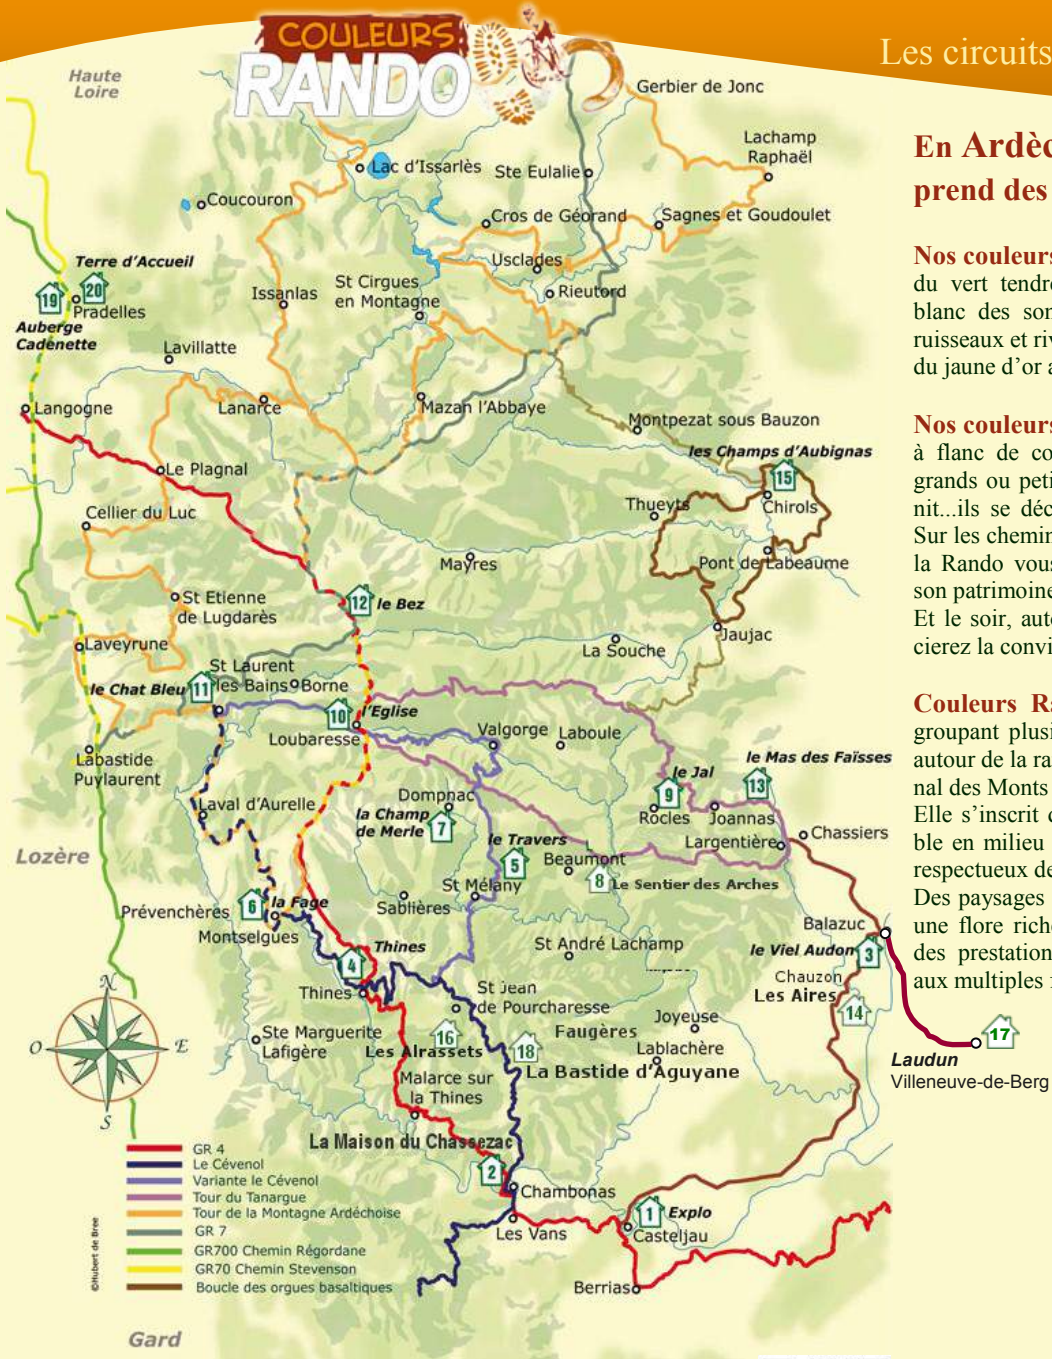 COULEURS
RANDO
Les circuits
Haute
Loire
Gerbier de Jonc
Lachamp
Raphaël
Lac d'Issarlès
Ste Eulalie
Coucouron
Cros de Géorand
Sagnes et Goudoulet
Usclades
Rieutord
Terre d'Accueil
19
20
Pradelles
Auberge
Cadenette
Issanlas
St Cirgues
en Montagne
Lavillatte
Langogne
Lanarce
Mazan l'Abbaye
Montpezat sous Bauzon
les Champs d'Aubignas
15
Le Plagnal
Chirols
Thueyts
Cellier du Luc
Mayres
Pont de Labeaume
12
le Bez
St Etienne
de Lugdarès
Jaujac
La Souche
Laveyrune
St Laurent
les Bains
Borne
le Chat Bleu
11
10
l'Eglise
Loubaresse
Valgorge
Laboule
Labastide
Puylaurent
le Mas des Faïsses
13
le Jal
9
Rocles
Joannas
Laval d'Aurelle
Dompnac
la Champ
de Merle
7
Largentière
Chassiers
le Travers
5
Beaumont
8
Le Sentier des Arches
Lozère
St Mélany
Sablières
Prévenchères
6
la Fage
Montselgues
Balazuc
le Viel Audon
3
Thines
4
Thines
St André Lachamp
Chauzon
Les Aires
14
St Jean
de Pourcharesse
Joyeuse
Faugères
Ste Marguerite
Lafigère
16
Les Alrassets
18
Lablachère
La Bastide d'Aguyane
17
Laudun
Villeneuve-de-Berg
Malarce sur
la Thines
La Maison du Chassezac
2
Chambonas
Les Vans
1
Explo
Casteljau
Berrias
N
O
E
S
GR 4
Le Cévenol
Variante le Cévenol
Tour du Tanargue
Tour de la Montagne Ardéchoise
GR 7
GR700 Chemin Régordane
GR70 Chemin Stevenson
Boucle des orgues basaltiques
©Hubert de Bree
Gard
En Ardèc
prend des
Nos couleurs
du vert tendre
blanc des som
ruisseaux et riv
du jaune d'or a
Nos couleurs
à flanc de co
grands ou peti
nit...ils se déc
Sur les chemin
la Rando vous
son patrimoine
Et le soir, auto
cierez la convi
Couleurs Ra
groupant plusi
autour de la ra
nal des Monts
Elle s'inscrit d
ble en milieu
respectueux de
Des paysages
une flore riche
des prestation
aux multiples